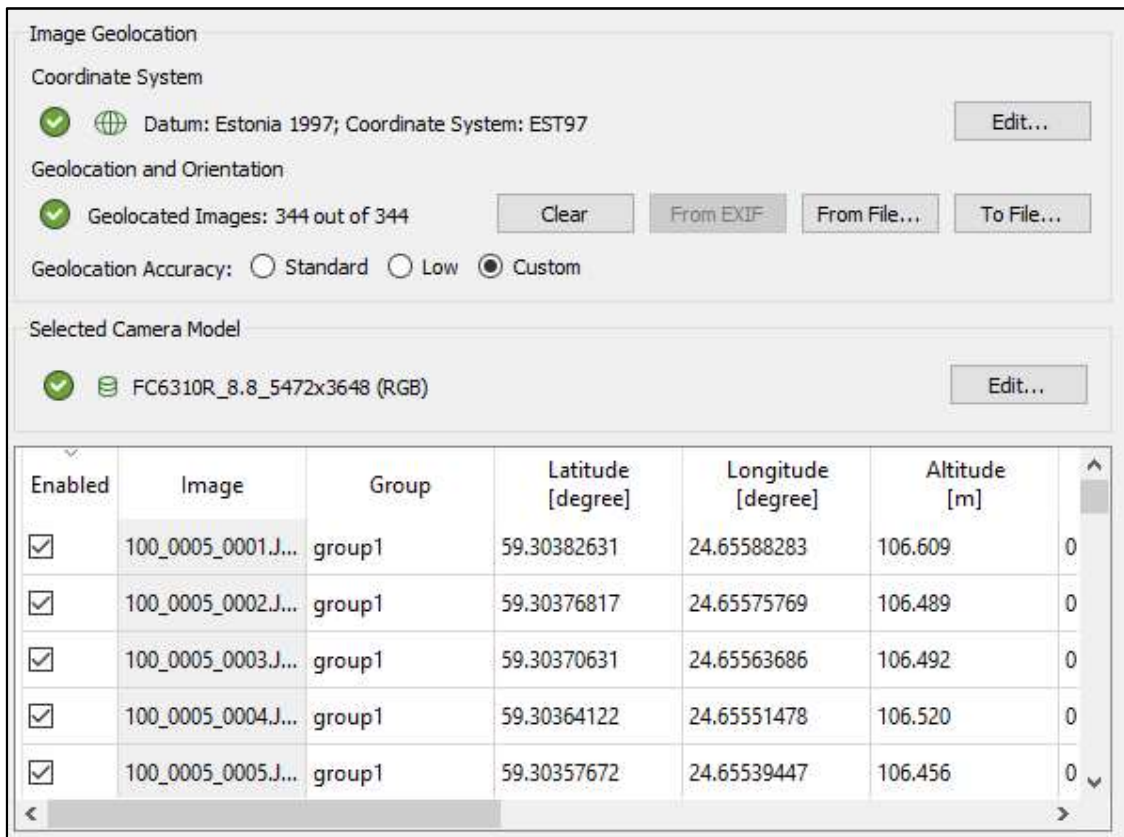 Image Geolocation
Coordinate System
Datum: Estonia 1997; Coordinate System: EST97 Edit...
Geolocation and Orientation
Geolocated Images: 344 out of 344 Clear From EXIF From File... To File...
Geolocation Accuracy: Standard Low Custom
Selected Camera Model
FC6310R_8.8_5472x3648 (RGB) Edit...
Enabled Image Group Latitude [degree] Longitude [degree] Altitude [m]
100_0005_0001.J... group1 59.30382631 24.65588283 106.609 0
100_0005_0002.J... group1 59.30376817 24.65575769 106.489 0
100_0005_0003.J... group1 59.30370631 24.65563686 106.492 0
100_0005_0004.J... group1 59.30364122 24.65551478 106.520 0
100_0005_0005.J... group1 59.30357672 24.65539447 106.456 0